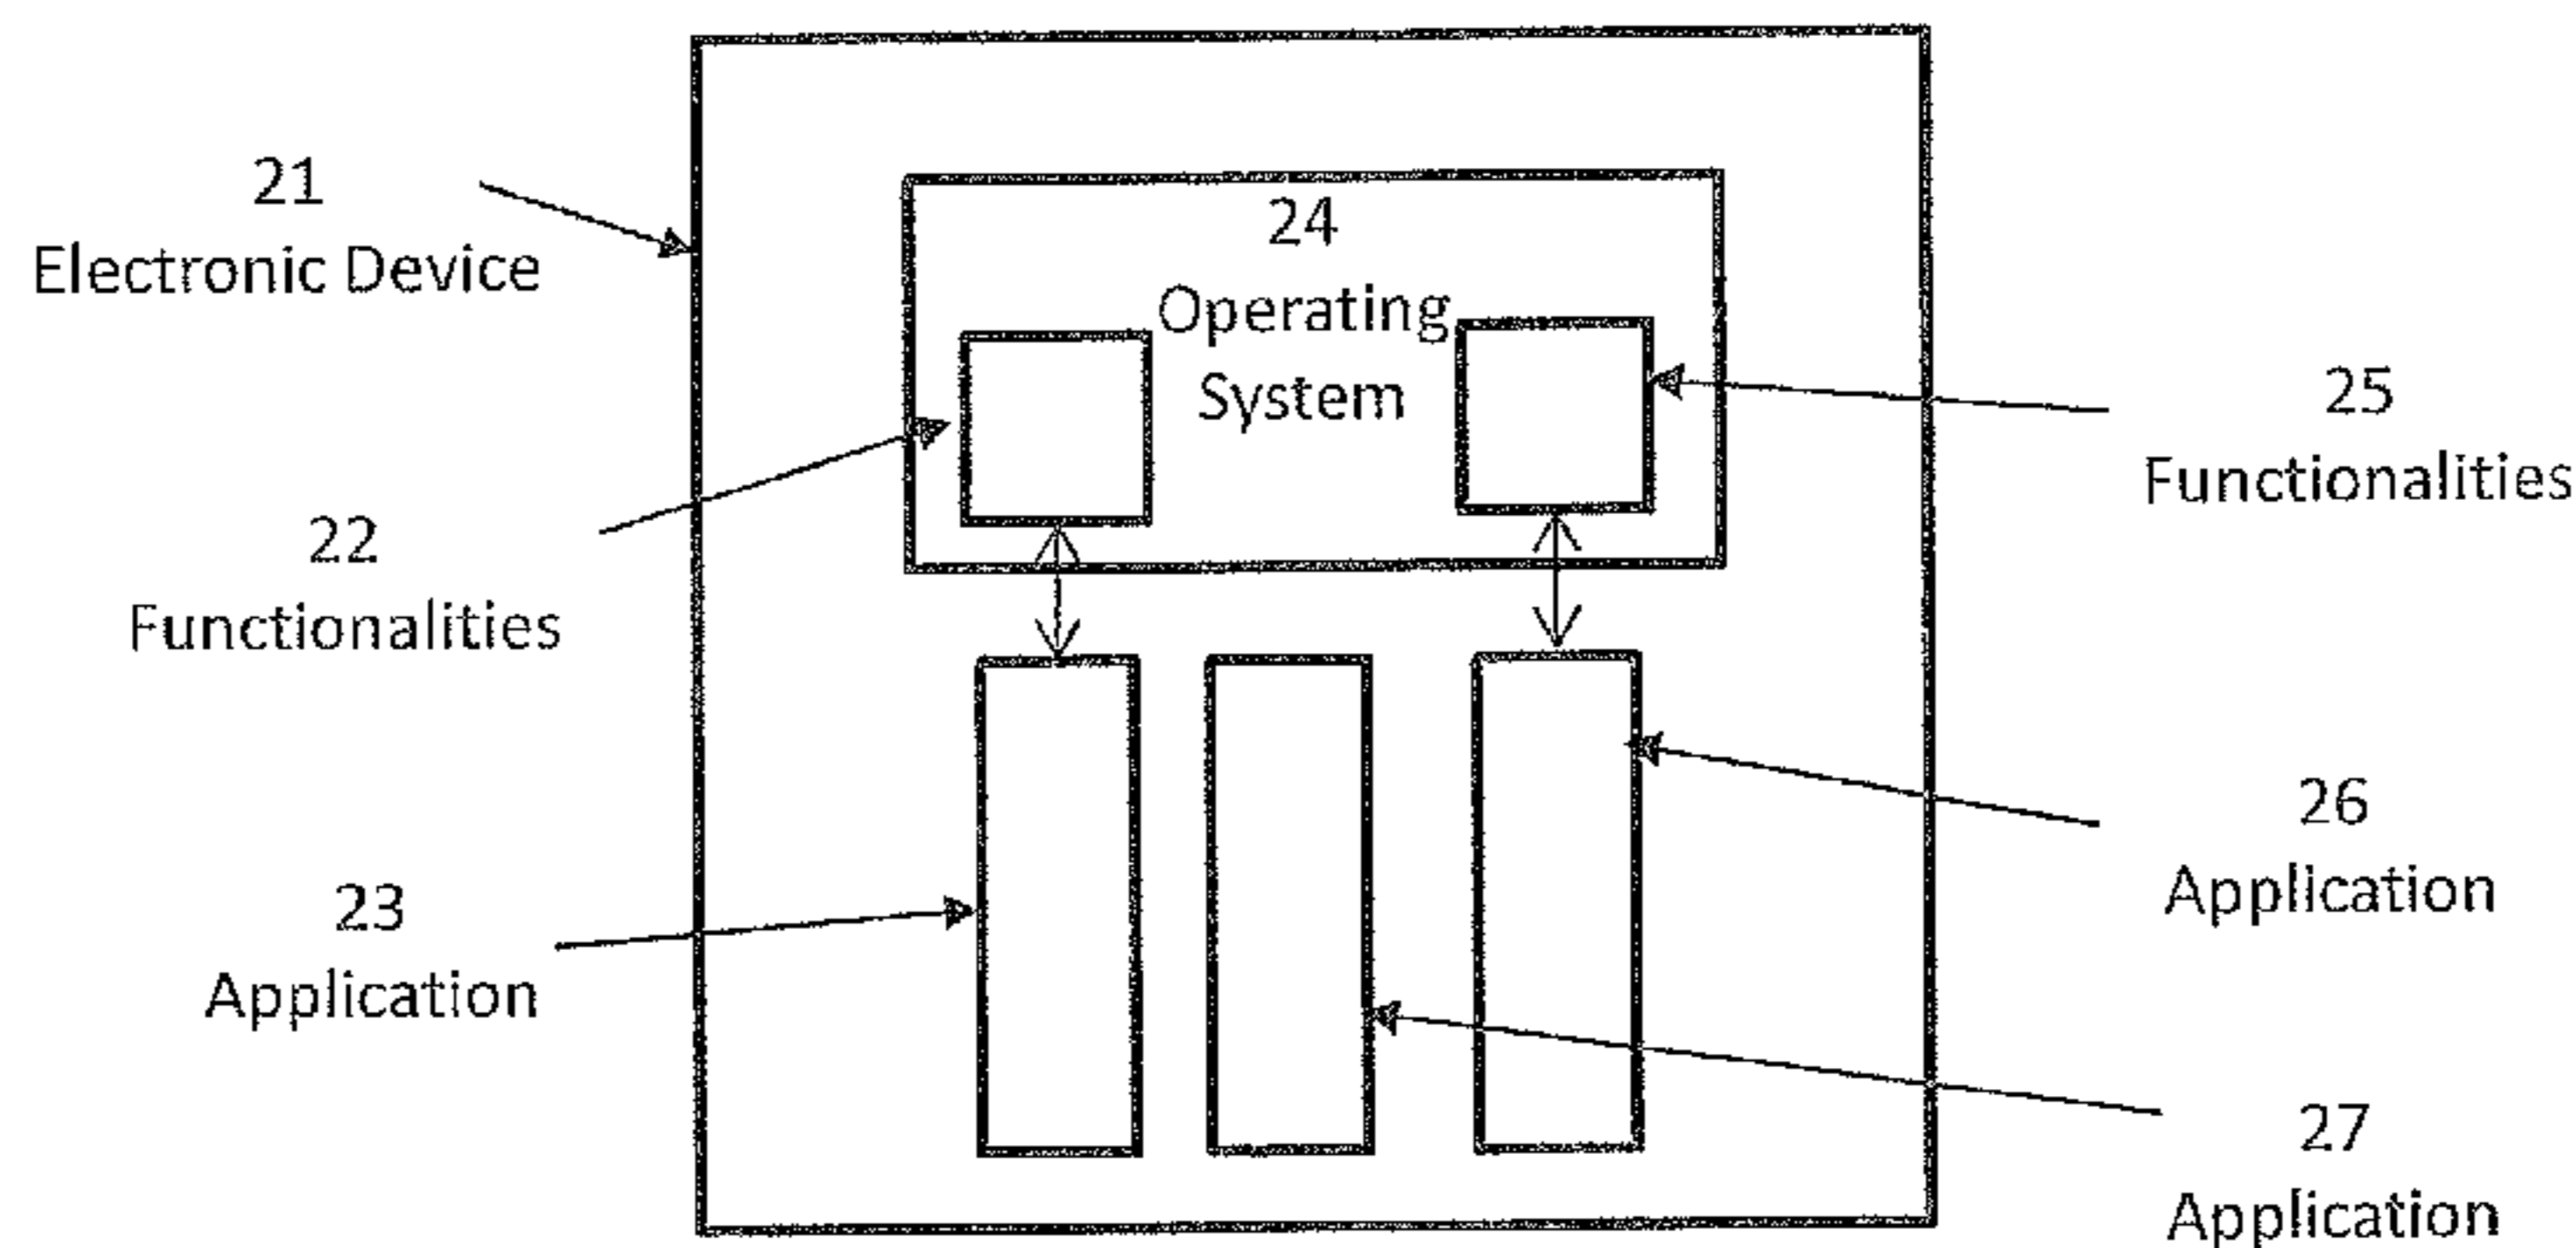 21
Electronic Device
22
Functionalities
23
Application
24
Operating
System
25
Functionalities
26
Application
27
Application